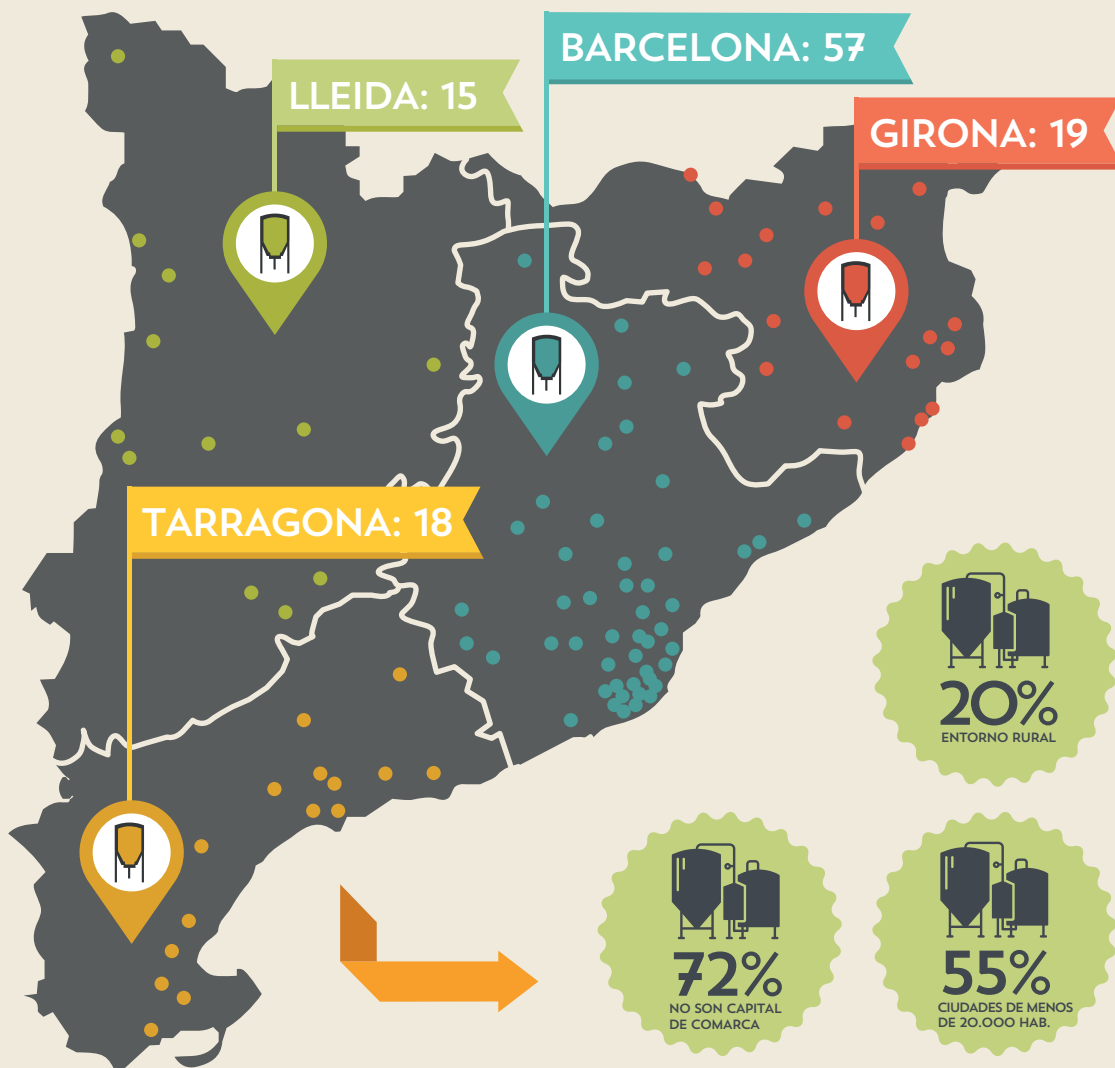 BARCELONA: 57
LLEIDA: 15
GIRONA: 19
TARRAGONA: 18
20%
ENTORNO RURAL
72%
NO SON CAPITAL
DE COMARCA
55%
CIUDADES DE MENOS
DE 20.000 HAB.